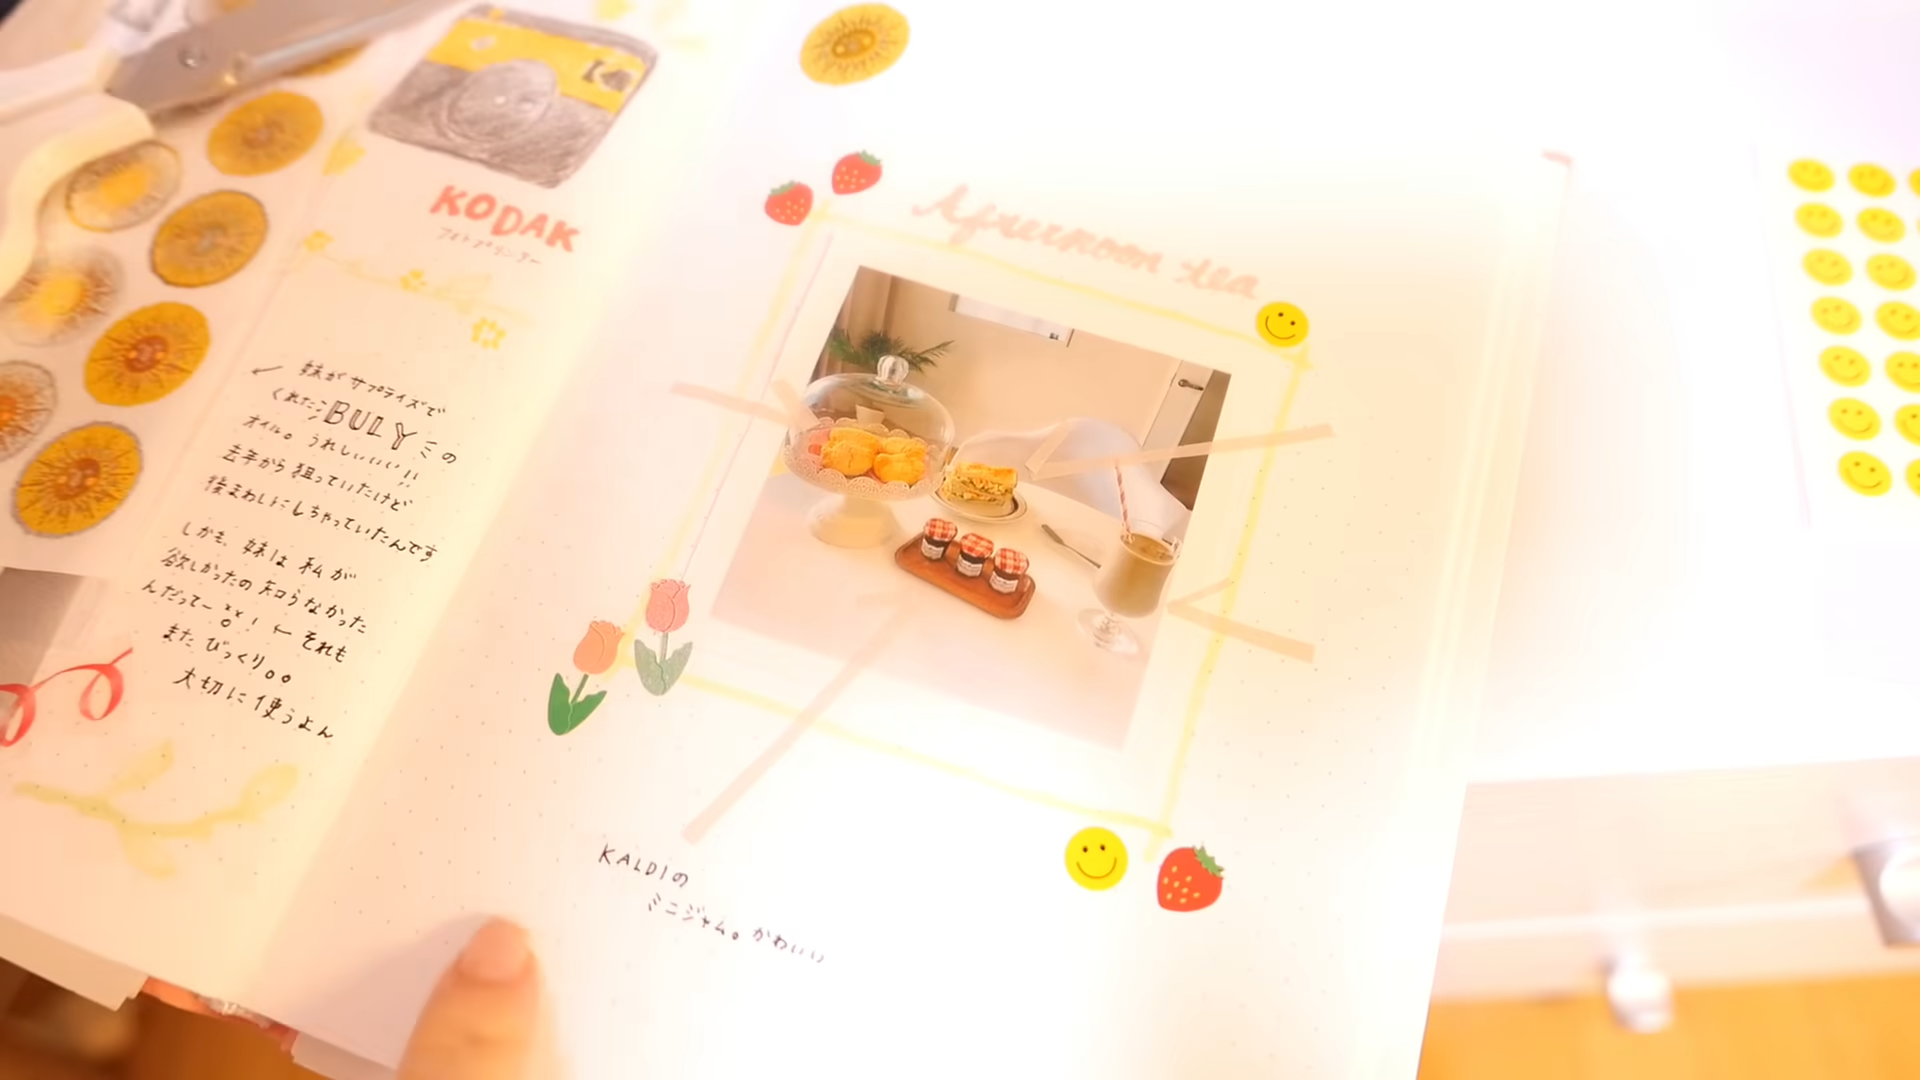 KODAK
フォトプリンター
妹がサプライズで
くれた BULY の
オイル。うれしいいい!!
去年から狙っていたけど
後まわしにしちゃっていたんです
しかも、妹は私が
欲しかったの知らなかった
んだってー ! ← それも
またびっくり。。
大切に使うよん
Afternoon tea
KALDIの
ミニジャム。かわいい